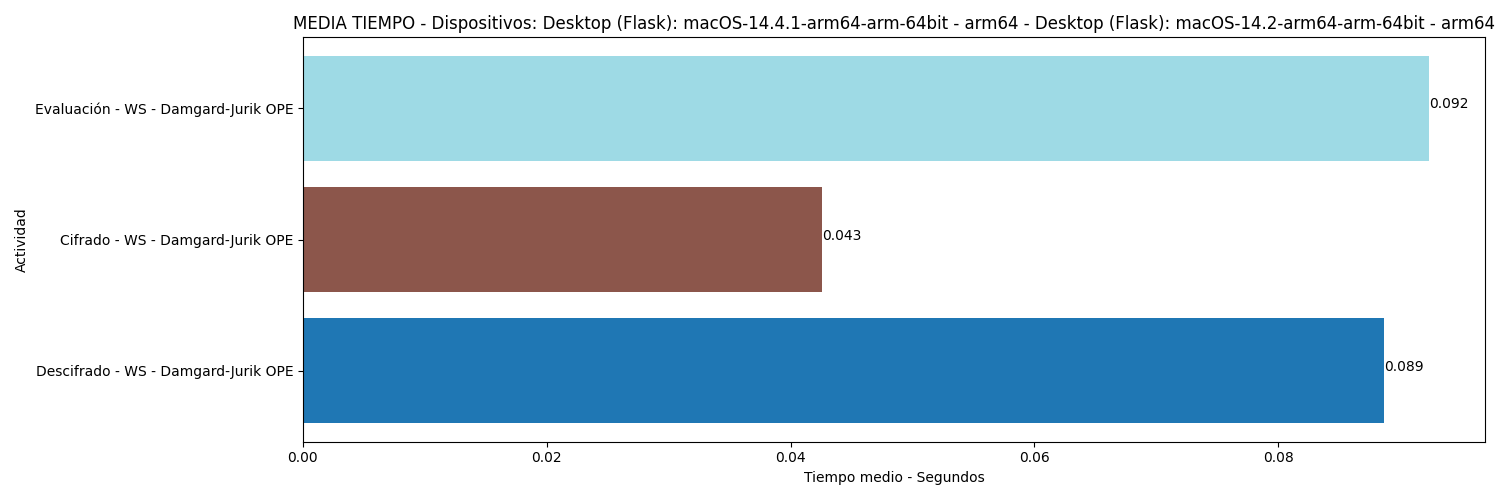 MEDIA TIEMPO - Dispositivos: Desktop (Flask): macOS-14.4.1-arm64-arm-64bit - arm64 - Desktop (Flask): macOS-14.2-arm64-arm-64bit - arm64
Actividad
Evaluación - WS - Damgard-Jurik OPE
0.092
Cifrado - WS - Damgard-Jurik OPE
0.043
Descifrado - WS - Damgard-Jurik OPE
0.089
0.00 0.02 0.04 0.06 0.08
Tiempo medio - Segundos